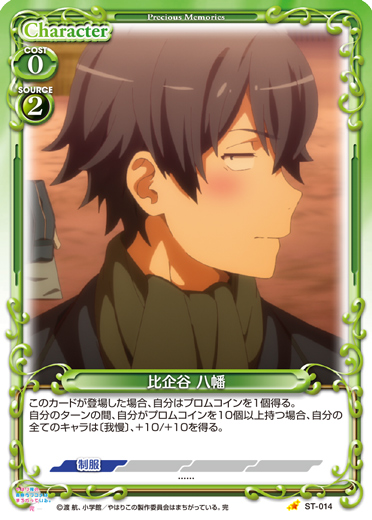 Precious Memories
Character
COST
0
SOURCE
2
比企谷 八幡
このカードが登場した場合、自分はプロムコインを1個得る。
自分のターンの間、自分がプロムコインを10個以上持つ場合、自分の
全てのキャラは〔我慢〕、+10/+10を得る。
制服
……
©渡 航、小学館／やはりこの製作委員会はまちがっている。完
ST-014